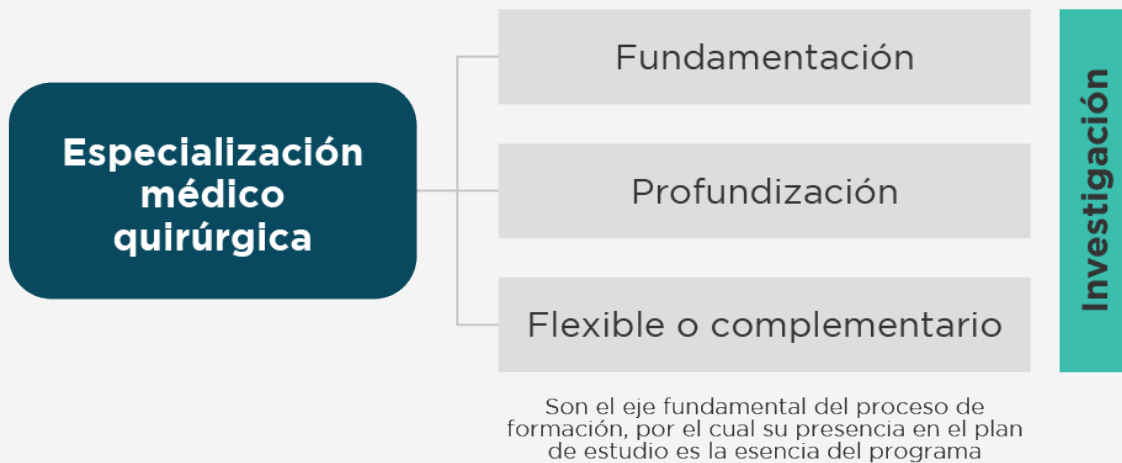 Especialización
médico
quirúrgica
Fundamentación
Profundización
Flexible o complementario
Investigación
Son el eje fundamental del proceso de
formación, por el cual su presencia en el plan
de estudio es la esencia del programa